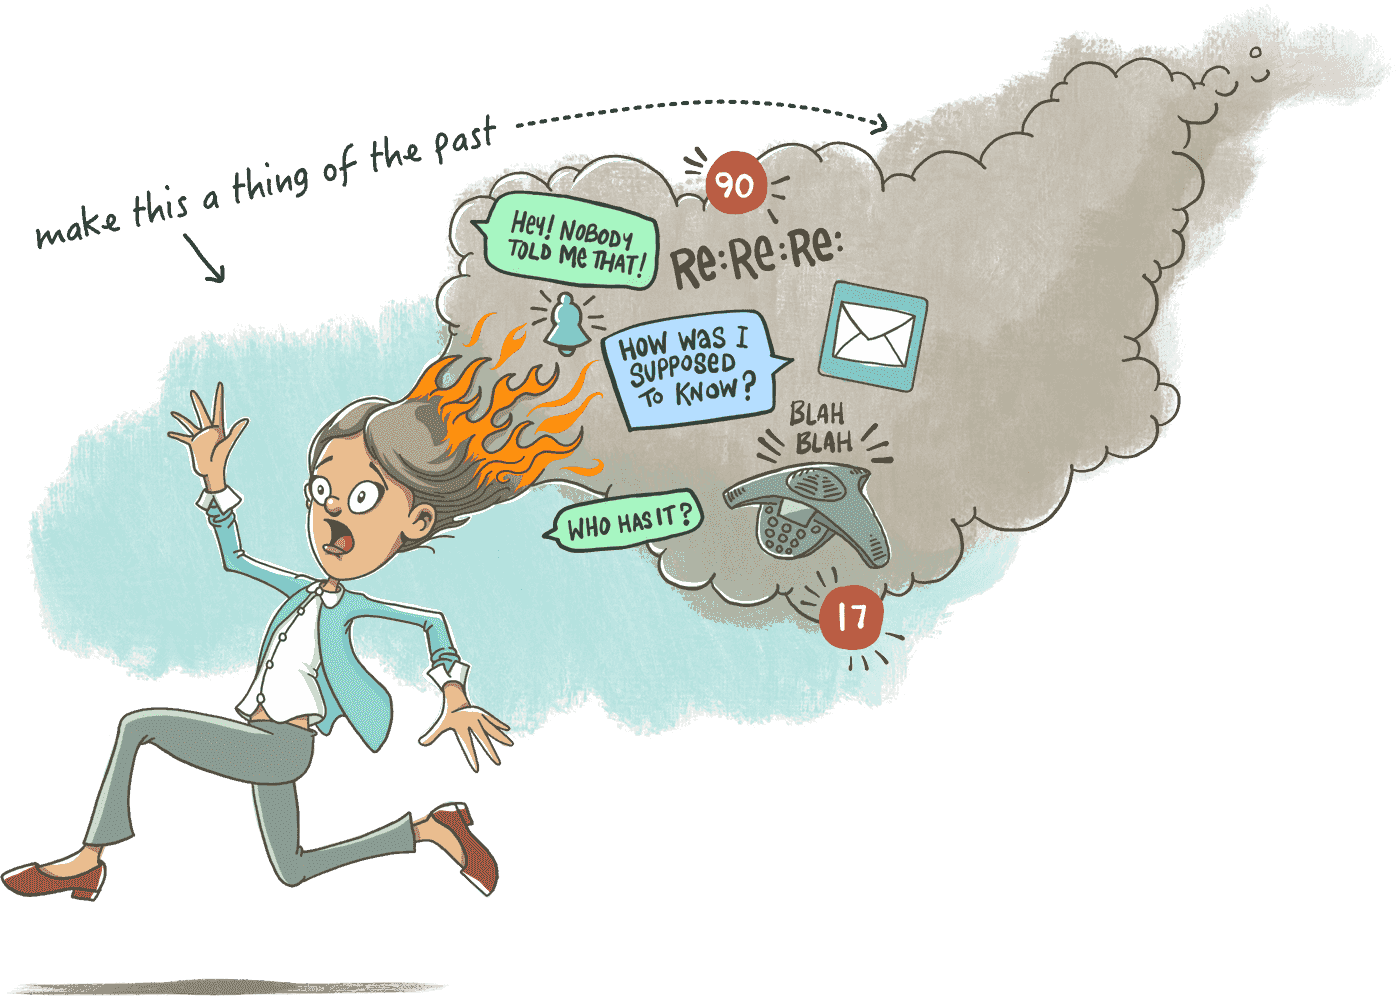 make this a thing of the past
90
Hey! NOBODY
TOLD Me THAT!
Re:Re:Re:
HOW WaS I
SUPPOSeD
To KNOW?
BLAH
BLAH
WHO HAS IT?
17